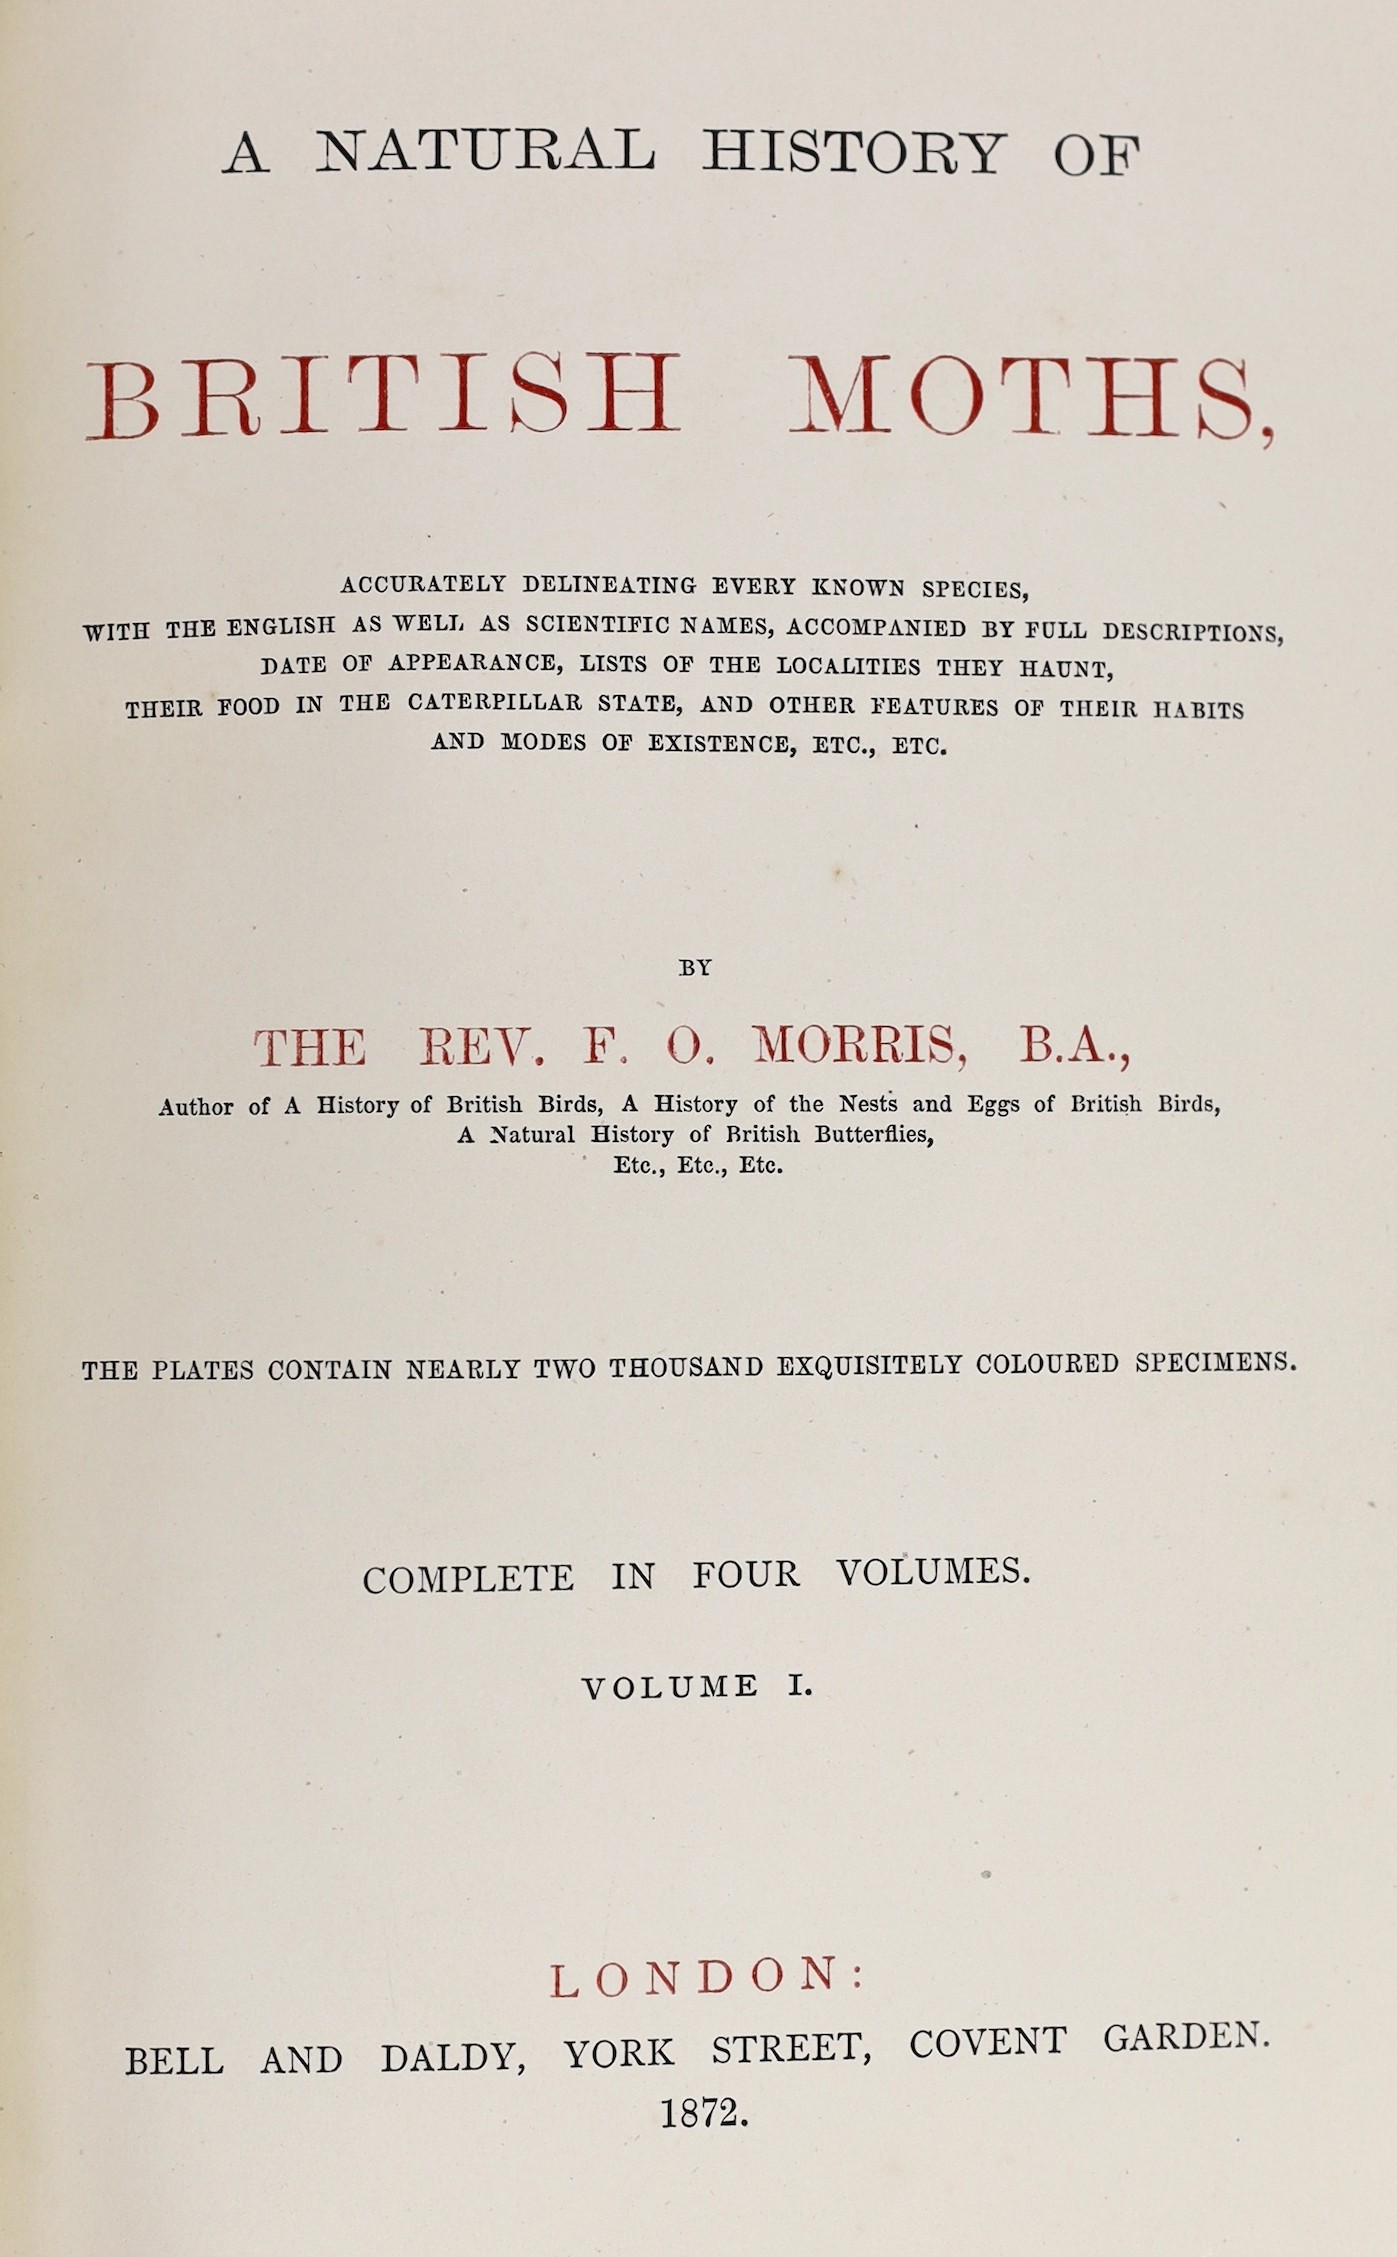 A NATURAL HISTORY OF
BRITISH MOTHS,
ACCURATELY DELINEATING EVERY KNOWN SPECIES,
WITH THE ENGLISH AS WELL AS SCIENTIFIC NAMES, ACCOMPANIED BY FULL DESCRIPTIONS,
DATE OF APPEARANCE, LISTS OF THE LOCALITIES THEY HAUNT,
THEIR FOOD IN THE CATERPILLAR STATE, AND OTHER FEATURES OF THEIR HABITS
AND MODES OF EXISTENCE, ETC., ETC.
BY
THE REV. F. O. MORRIS, B.A.,
Author of A History of British Birds, A History of the Nests and Eggs of British Birds,
A Natural History of British Butterflies,
Etc., Etc., Etc.
THE PLATES CONTAIN NEARLY TWO THOUSAND EXQUISITELY COLOURED SPECIMENS.
COMPLETE IN FOUR VOLUMES.
VOLUME I.
LONDON:
BELL AND DALDY, YORK STREET, COVENT GARDEN.
1872.